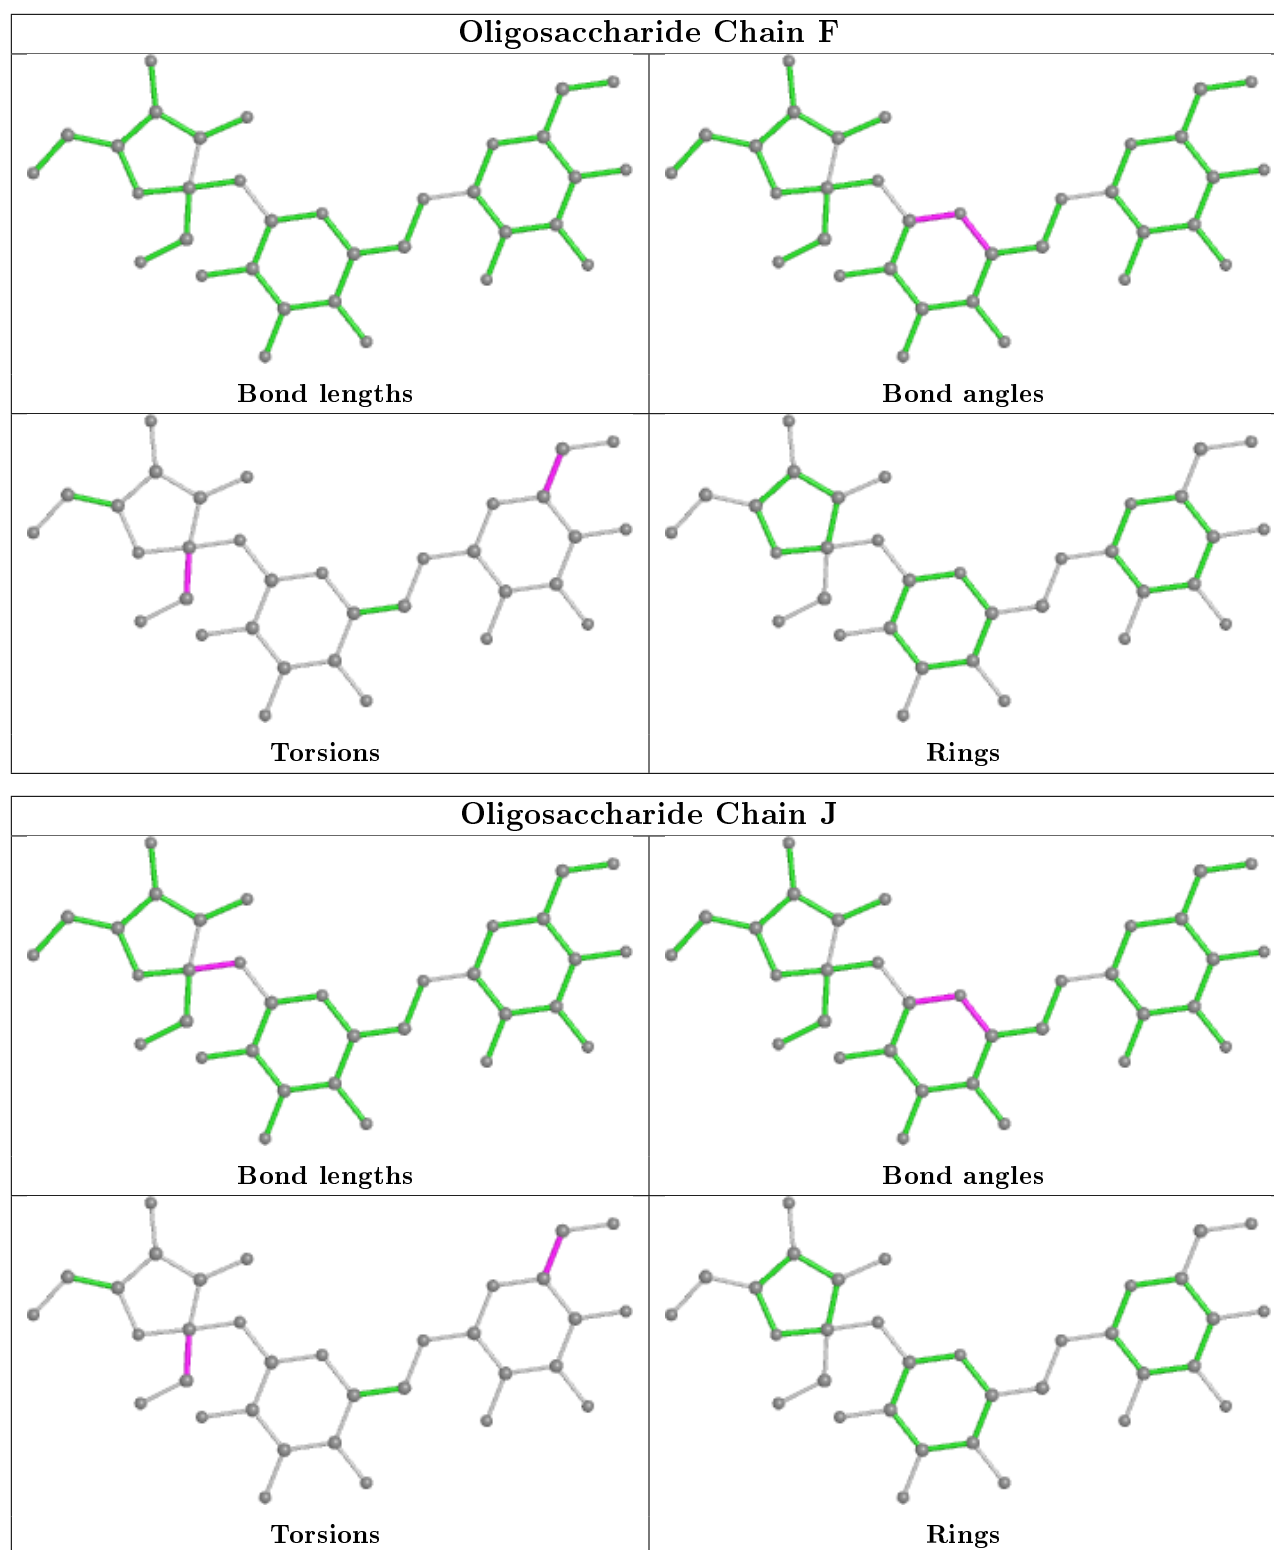 Oligosaccharide Chain F
Bond lengths
Bond angles
Torsions
Rings
Oligosaccharide Chain J
Bond lengths
Bond angles
Torsions
Rings